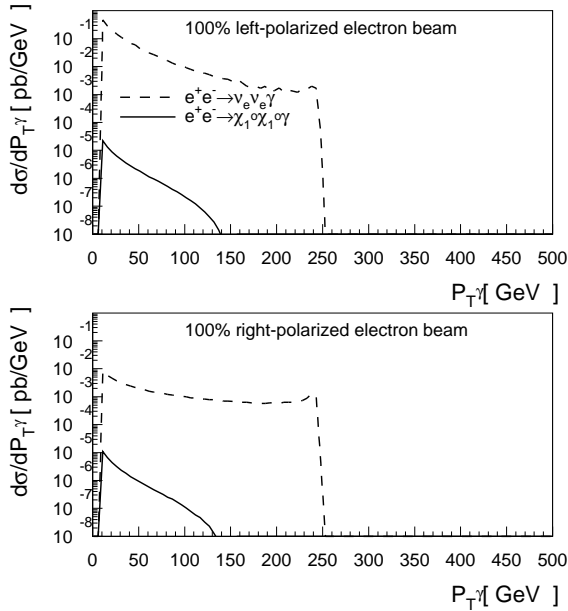 100% left-polarized electron beam
dσ/dP_T^γ [ pb/GeV]
10^-1
10^-2
10^-3
10^-4
10^-5
10^-6
10^-7
10^-8
e⁺e⁻→ν_e ν_e γ
e⁺e⁻→χ₁⁰χ₁⁰γ
0 50 100 150 200 250 300 350 400 450 500
P_T^γ[ GeV ]
100% right-polarized electron beam
dσ/dP_T^γ [ pb/GeV]
10^-1
10^-2
10^-3
10^-4
10^-5
10^-6
10^-7
10^-8
0 50 100 150 200 250 300 350 400 450 500
P_T^γ[ GeV ]